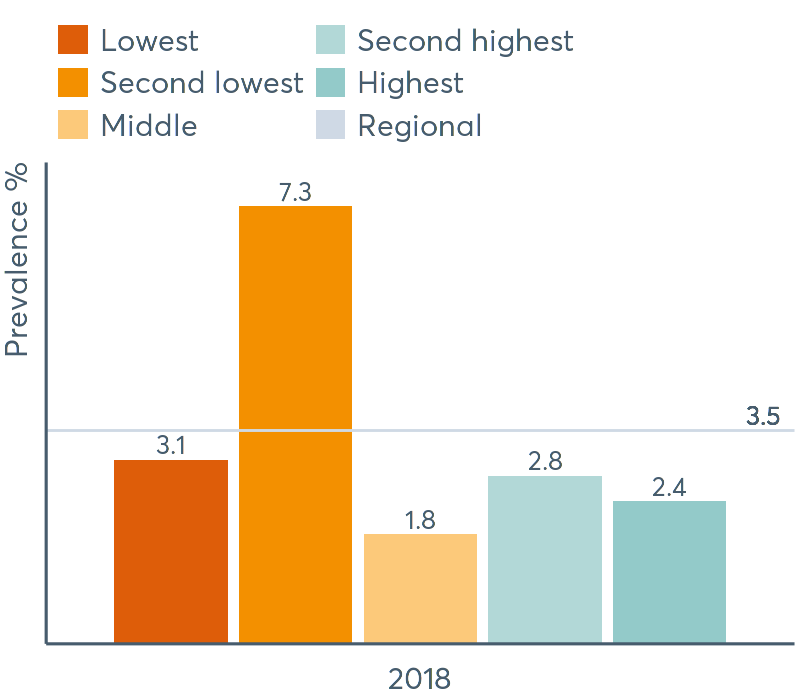 Lowest
Second lowest
Middle
Second highest
Highest
Regional
Prevalence %
7.3
3.5
3.1
2.8
2.4
1.8
2018